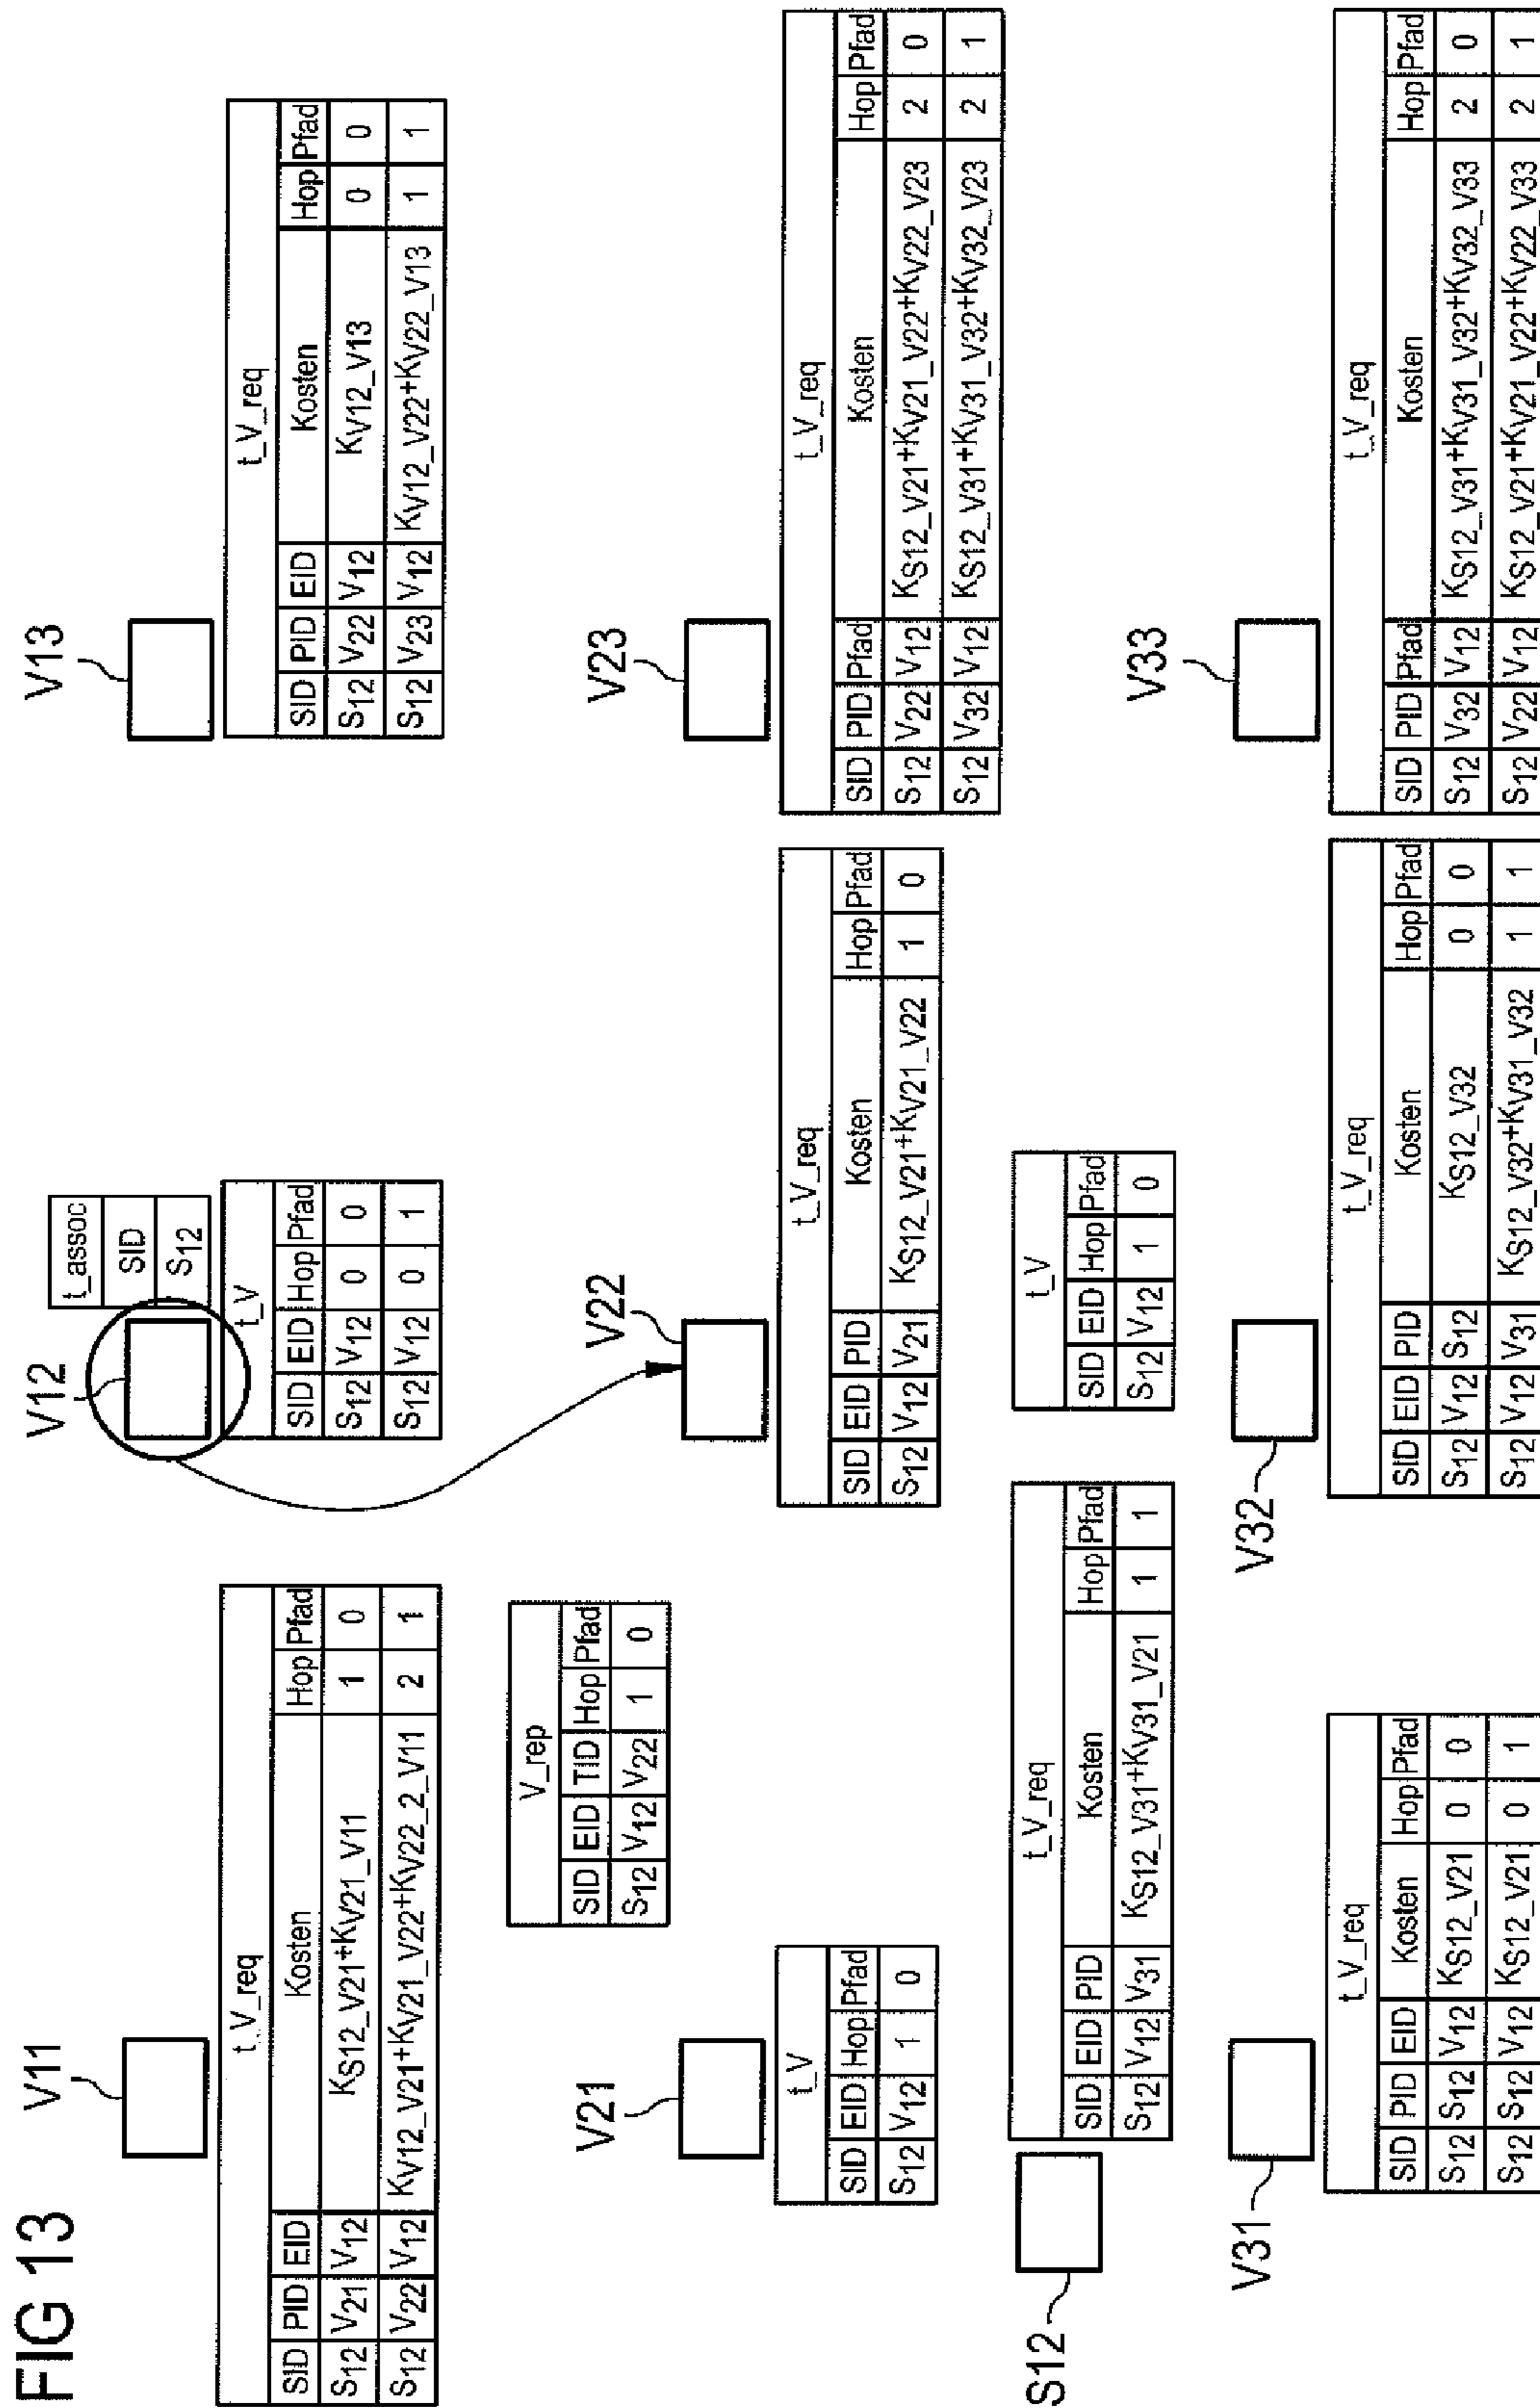 FIG 13
V11
t_V_req
SID PID EID Kosten Hop Pfad
S12 V21 V12 KS12_V21+KV21_V11 1 0
S12 V22 V12 KV12_V21+KV21_V22+KV22_2_V11 2 1
V12
t_assoc
SID
S12
t_V
SID EID Hop Pfad
S12 V12 0 0
S12 V12 0 1
V13
t_V_req
SID PID EID Kosten Hop Pfad
S12 V22 V12 KV12_V13 0 0
S12 V23 V12 KV12_V22+KV22_V13 1 1
V_rep
SID EID TID Hop Pfad
S12 V12 V22 1 0
V21
t_V
SID EID Hop Pfad
S12 V12 1 0
V22
t_V_req
SID EID PID Kosten Hop Pfad
S12 V12 V21 KS12_V21+KV21_V22 1 0
t_V
SID EID Hop Pfad
S12 V12 1 0
V23
t_V_req
SID PID Pfad Kosten Hop Pfad
S12 V22 V12 KS12_V21+KV21_V22+KV22_V23 2 0
S12 V32 V12 KS12_V31+KV31_V32+KV32_V23 2 1
S12
t_V_req
SID EID PID Kosten Hop Pfad
S12 V12 V31 KS12_V31+KV31_V21 1 1
V31
t_V_req
SID PID EID Kosten Hop Pfad
S12 S12 V12 KS12_V21 0 0
S12 S12 V12 KS12_V21 0 1
V32
t_V_req
SID EID PID Kosten Hop Pfad
S12 V12 S12 KS12_V32 0 0
S12 V12 V31 KS12_V32+KV31_V32 1 1
V33
t_V_req
SID PID Pfad Kosten Hop Pfad
S12 V32 V12 KS12_V31+KV31_V32+KV32_V33 2 0
S12 V22 V12 KS12_V21+KV21_V22+KV22_V33 2 1